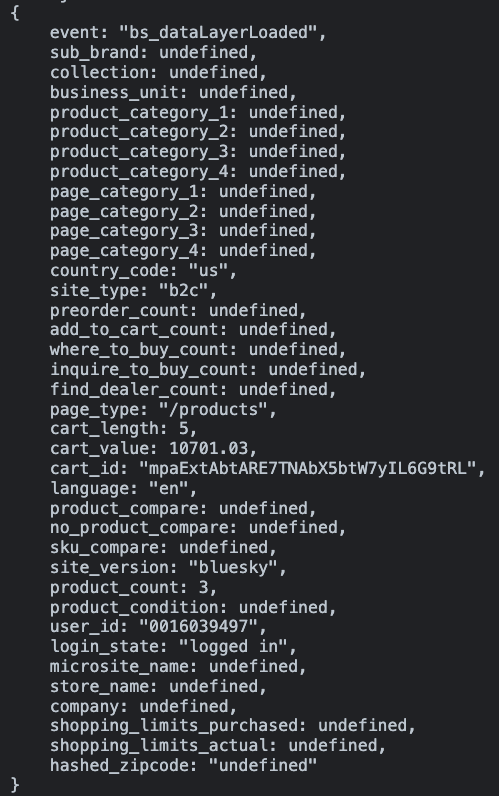 {
event: "bs_dataLayerLoaded",
sub_brand: undefined,
collection: undefined,
business_unit: undefined,
product_category_1: undefined,
product_category_2: undefined,
product_category_3: undefined,
product_category_4: undefined,
page_category_1: undefined,
page_category_2: undefined,
page_category_3: undefined,
page_category_4: undefined,
country_code: "us",
site_type: "b2c",
preorder_count: undefined,
add_to_cart_count: undefined,
where_to_buy_count: undefined,
inquire_to_buy_count: undefined,
find_dealer_count: undefined,
page_type: "/products",
cart_length: 5,
cart_value: 10701.03,
cart_id: "mpaExtAbtARE7TNAbX5btW7yIL6G9tRL",
language: "en",
product_compare: undefined,
no_product_compare: undefined,
sku_compare: undefined,
site_version: "bluesky",
product_count: 3,
product_condition: undefined,
user_id: "0016039497",
login_state: "logged in",
microsite_name: undefined,
store_name: undefined,
company: undefined,
shopping_limits_purchased: undefined,
shopping_limits_actual: undefined,
hashed_zipcode: "undefined"
}